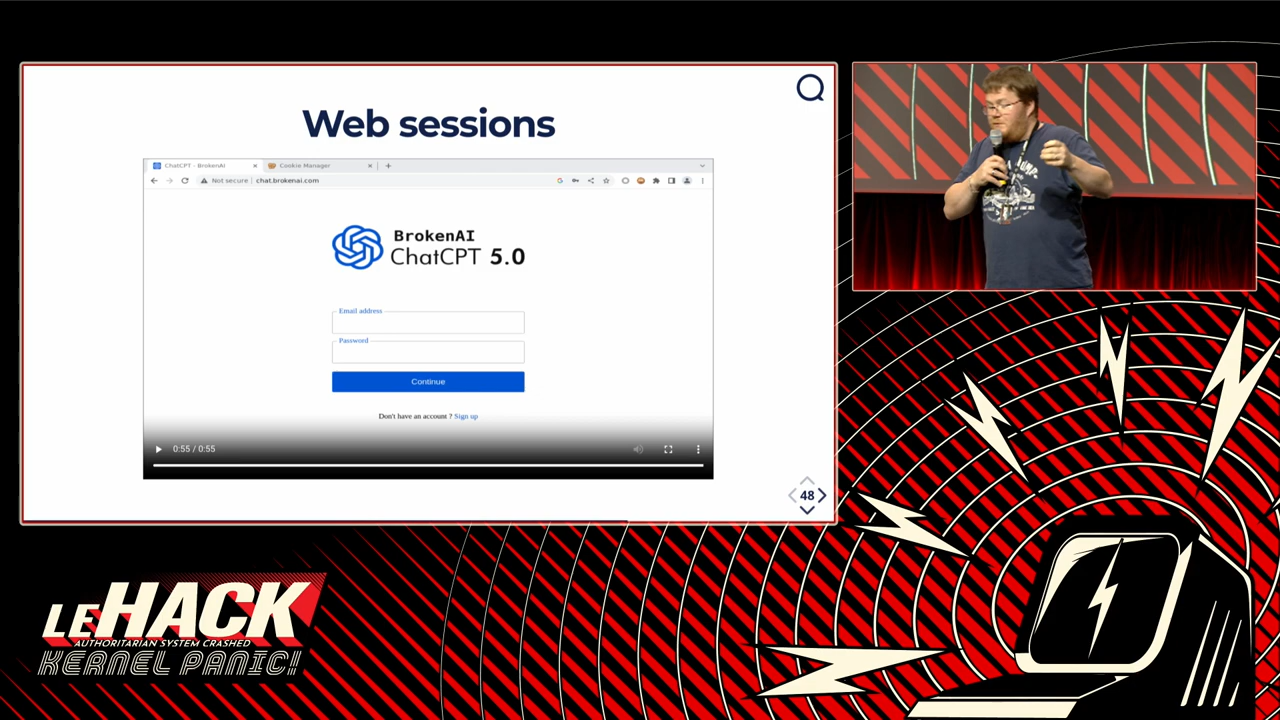 Web sessions
ChatCPT - BrokenAI
Cookie Manager
Not secure
chat.brokenai.com
BrokenAI
ChatCPT 5.0
Email address
Password
Continue
Don't have an account ? Sign up
0:55 / 0:55
48
LEHACK
AUTHORITARIAN SYSTEM CRASHED
KERNEL PANIC!